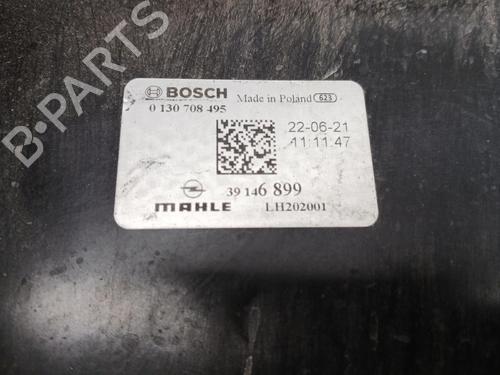 BOSCH Made in Poland 623
0 130 708 495
22-06-21
11:11:47
39 146 899
MAHLE LH202001
B-PARTS